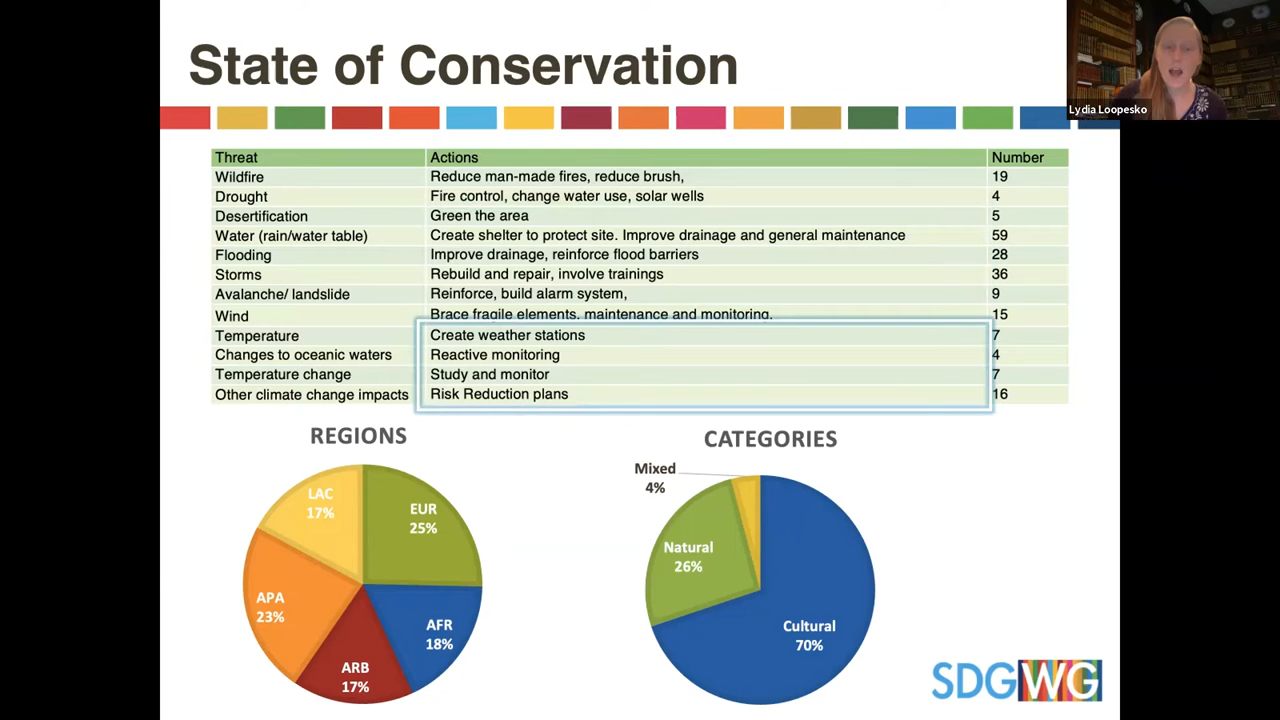 State of Conservation
Lydia Loopesko
Threat Actions Number
Wildfire Reduce man-made fires, reduce brush, 19
Drought Fire control, change water use, solar wells 4
Desertification Green the area 5
Water (rain/water table) Create shelter to protect site. Improve drainage and general maintenance 59
Flooding Improve drainage, reinforce flood barriers 28
Storms Rebuild and repair, involve trainings 36
Avalanche/ landslide Reinforce, build alarm system, 9
Wind Brace fragile elements, maintenance and monitoring. 15
Temperature Create weather stations 7
Changes to oceanic waters Reactive monitoring 4
Temperature change Study and monitor 7
Other climate change impacts Risk Reduction plans 16
REGIONS
LAC
17%
EUR
25%
APA
23%
AFR
18%
ARB
17%
CATEGORIES
Mixed
4%
Natural
26%
Cultural
70%
SDGWG